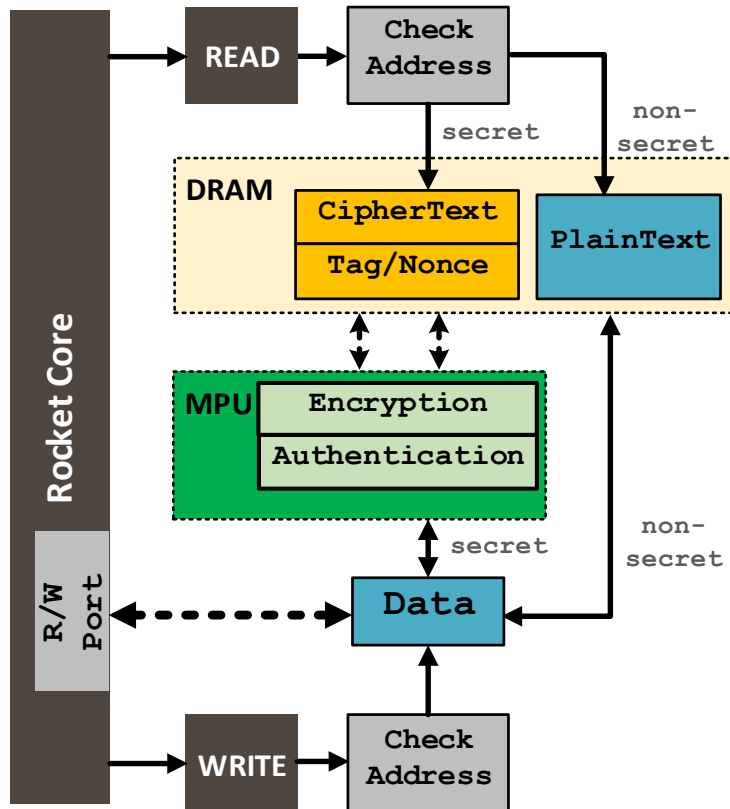 READ
Check
Address
secret
non-
secret
DRAM
CipherText
Tag/Nonce
PlainText
MPU
Encryption
Authentication
Rocket Core
secret
non-
secret
R/W
Port
Data
WRITE
Check
Address